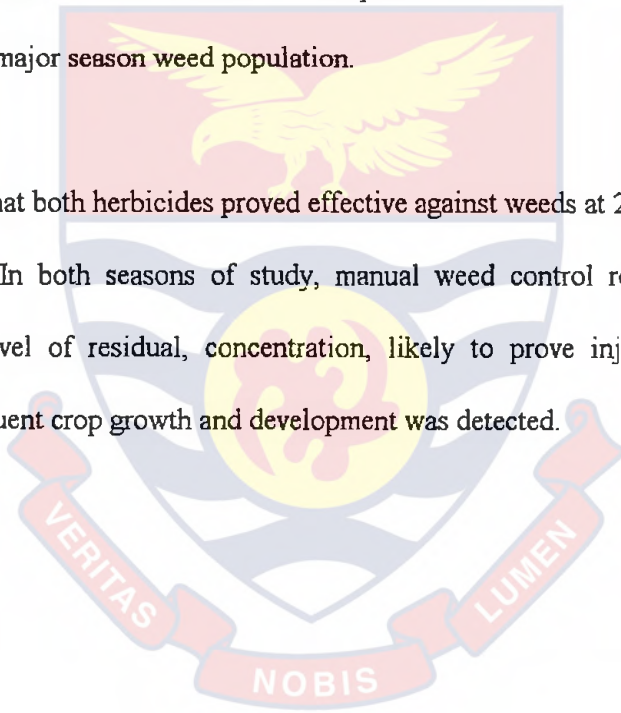 major season weed population.
hat both herbicides proved effective against weeds at 2
In both seasons of study, manual weed control re
vel of residual, concentration, likely to prove inj
uent crop growth and development was detected.
VERITAS
NOBIS
LUMEN